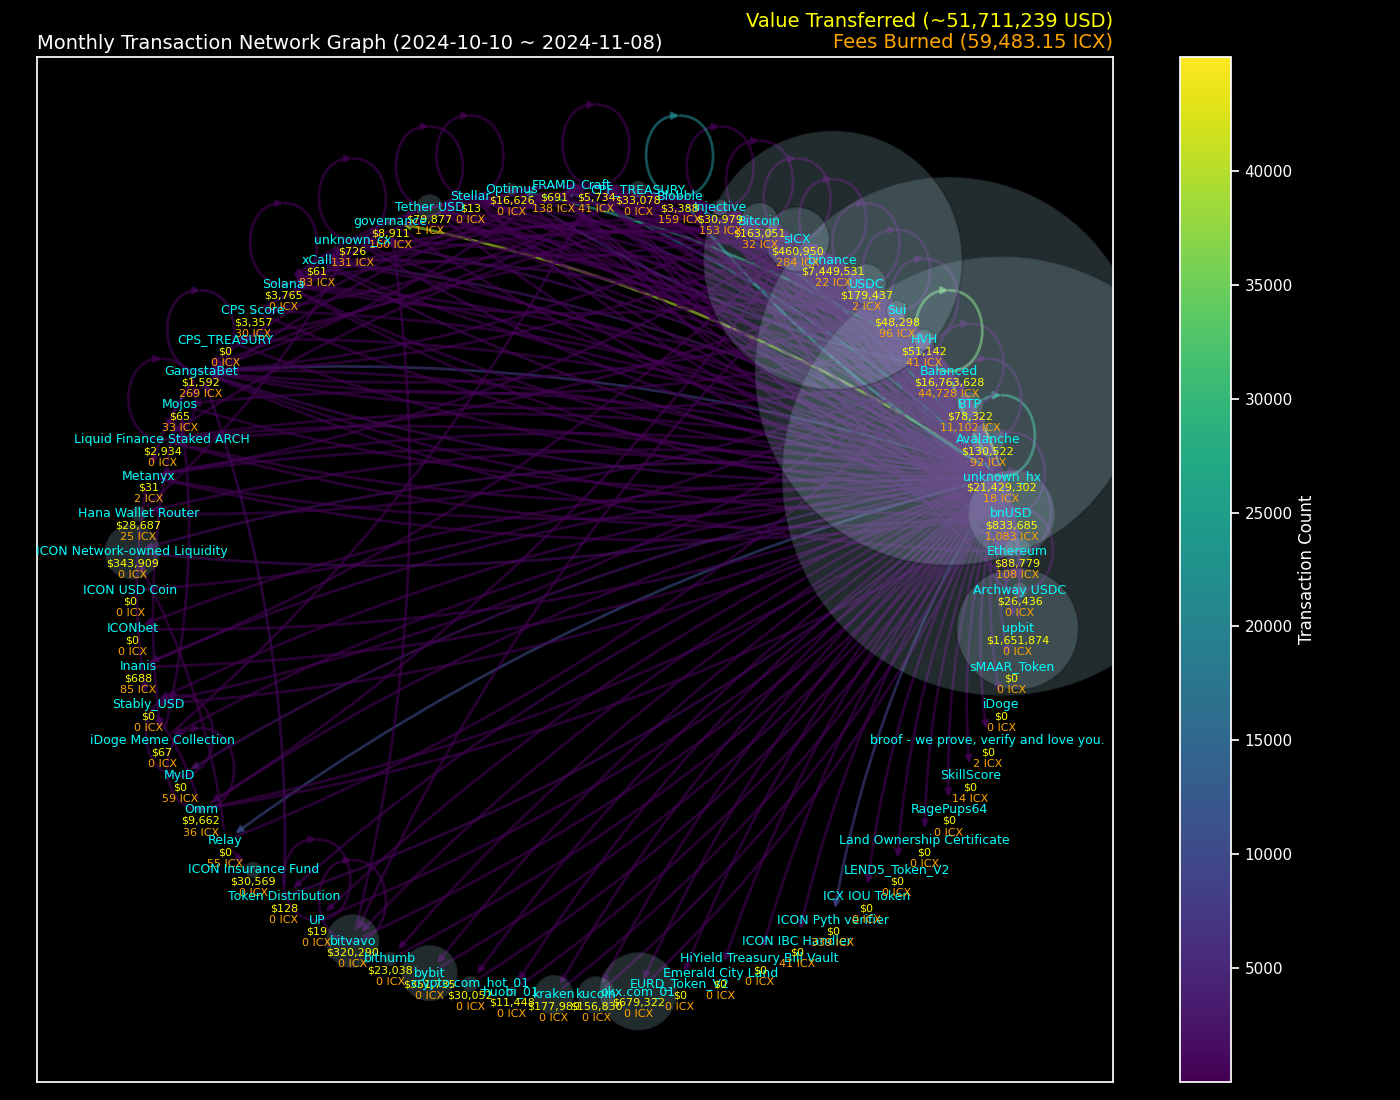 Value Transferred (~51,711,239 USD)
Monthly Transaction Network Graph (2024-10-10 ~ 2024-11-08)
Fees Burned (59,483.15 ICX)
FRAMD
$691
138 ICX
Craft
$5,734
41 ICX
CPF_TREASURY
$33,078
0 ICX
Blobble
$3,388
159 ICX
Injective
$30,979
153 ICX
Bitcoin
$163,051
32 ICX
sICX
$460,950
284 ICX
binance
$7,449,531
22 ICX
USDC
$179,437
2 ICX
Sui
$48,298
96 ICX
HVH
$51,142
41 ICX
Balanced
$16,763,628
44,728 ICX
BTP
$78,322
11,102 ICX
Avalanche
$130,522
92 ICX
unknown_hx
$21,429,302
18 ICX
bnUSD
$833,685
1,083 ICX
Ethereum
$88,779
108 ICX
Archway USDC
$26,436
0 ICX
upbit
$1,651,874
0 ICX
sMAAR_Token
$0
0 ICX
iDoge
$0
0 ICX
broof - we prove, verify and love you.
$0
2 ICX
SkillScore
$0
14 ICX
RagePups64
$0
0 ICX
Land Ownership Certificate
$0
0 ICX
LEND5_Token_V2
$0
0 ICX
ICX IOU Token
$0
ICON Pyth verifier
$0
ICON IBC Handler
$0
41 ICX
HiYield Treasury Bill Vault
$0
0 ICX
Emerald City Land
0 ICX
EURD_Token_V2
$0
0 ICX
okx.com_01
$679,322
0 ICX
kucoin
$156,830
0 ICX
kraken
0 ICX
huobi_01
$11,448
0 ICX
$30,052
0 ICX
bybit
0 ICX
bithumb
$23,038
0 ICX
bitvavo
$320,290
0 ICX
UP
$19
0 ICX
Token Distribution
$128
0 ICX
ICON Insurance Fund
$30,569
0 ICX
Relay
$0
55 ICX
Omm
$9,662
36 ICX
MyID
$0
59 ICX
iDoge Meme Collection
$67
0 ICX
Stably_USD
$0
0 ICX
Inanis
$688
85 ICX
ICONbet
$0
0 ICX
ICON USD Coin
$0
0 ICX
ICON Network-owned Liquidity
$343,909
0 ICX
Hana Wallet Router
$28,687
25 ICX
Metanyx
$31
2 ICX
Liquid Finance Staked ARCH
$2,934
0 ICX
Mojos
$65
33 ICX
GangstaBet
$1,592
269 ICX
CPS_TREASURY
$0
0 ICX
CPS Score
$3,357
30 ICX
Solana
$3,765
0 ICX
xCall
$61
83 ICX
unknown_cx
$726
131 ICX
governance
$8,911
Tether USD
$79,877
1 ICX
Stellar
$13
0 ICX
Optimus
$16,626
0 ICX
40000
35000
30000
25000
20000
15000
10000
5000
Transaction Count